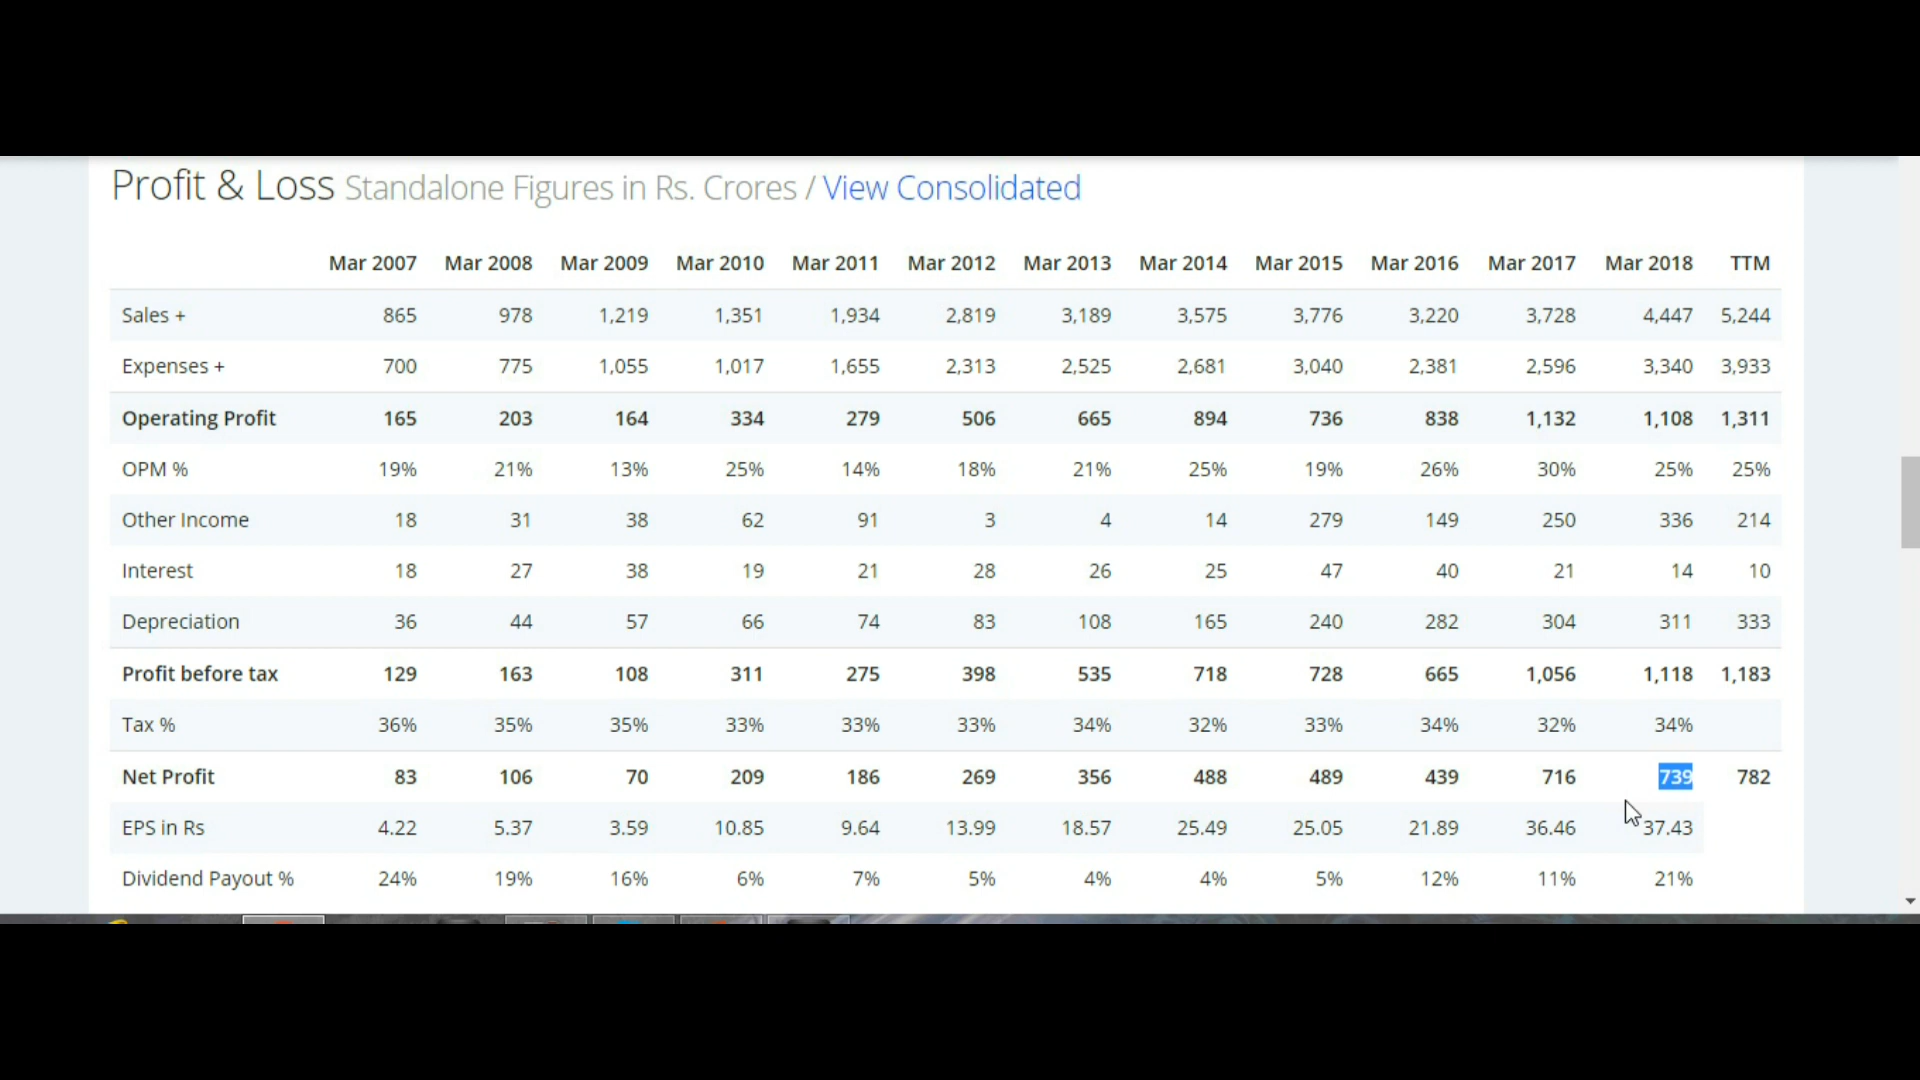 Profit & Loss Standalone Figures in Rs. Crores / View Consolidated
Mar 2007 Mar 2008 Mar 2009 Mar 2010 Mar 2011 Mar 2012 Mar 2013 Mar 2014 Mar 2015 Mar 2016 Mar 2017 Mar 2018 TTM
Sales + 865 978 1,219 1,351 1,934 2,819 3,189 3,575 3,776 3,220 3,728 4,447 5,244
Expenses + 700 775 1,055 1,017 1,655 2,313 2,525 2,681 3,040 2,381 2,596 3,340 3,933
Operating Profit 165 203 164 334 279 506 665 894 736 838 1,132 1,108 1,311
OPM % 19% 21% 13% 25% 14% 18% 21% 25% 19% 26% 30% 25% 25%
Other Income 18 31 38 62 91 3 4 14 279 149 250 336 214
Interest 18 27 38 19 21 28 26 25 47 40 21 14 10
Depreciation 36 44 57 66 74 83 108 165 240 282 304 311 333
Profit before tax 129 163 108 311 275 398 535 718 728 665 1,056 1,118 1,183
Tax % 36% 35% 35% 33% 33% 33% 34% 32% 33% 34% 32% 34%
Net Profit 83 106 70 209 186 269 356 488 489 439 716 739 782
EPS in Rs 4.22 5.37 3.59 10.85 9.64 13.99 18.57 25.49 25.05 21.89 36.46 37.43
Dividend Payout % 24% 19% 16% 6% 7% 5% 4% 4% 5% 12% 11% 21%